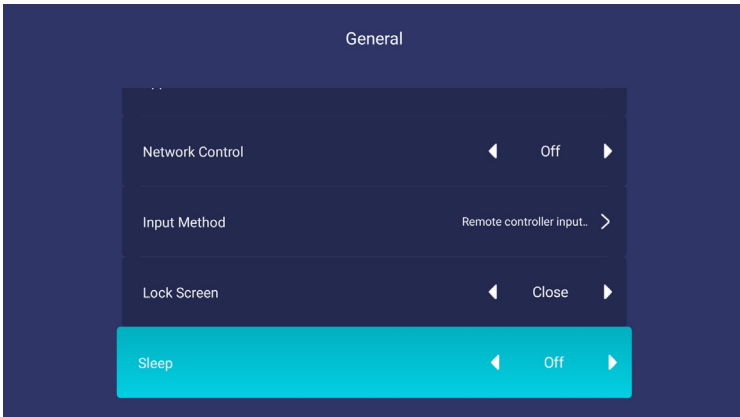 General
Network Control Off
Input Method Remote controller input..
Lock Screen Close
Sleep Off